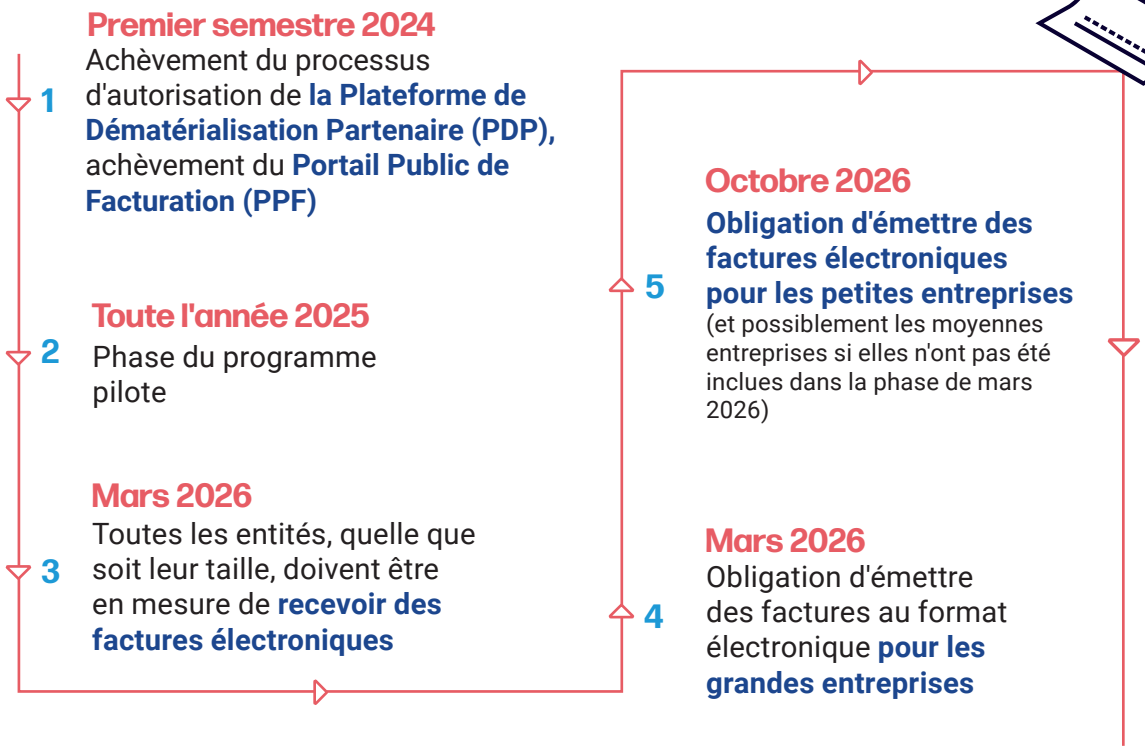 Premier semestre 2024
1
Achèvement du processus
d'autorisation de la Plateforme de
Dématérialisation Partenaire (PDP),
achèvement du Portail Public de
Facturation (PPF)
Toute l'année 2025
2
Phase du programme
pilote
Mars 2026
3
Toutes les entités, quelle que
soit leur taille, doivent être
en mesure de recevoir des
factures électroniques
Mars 2026
4
Obligation d'émettre
des factures au format
électronique pour les
grandes entreprises
Octobre 2026
5
Obligation d'émettre des
factures électroniques
pour les petites entreprises
(et possiblement les moyennes
entreprises si elles n'ont pas été
inclues dans la phase de mars
2026)